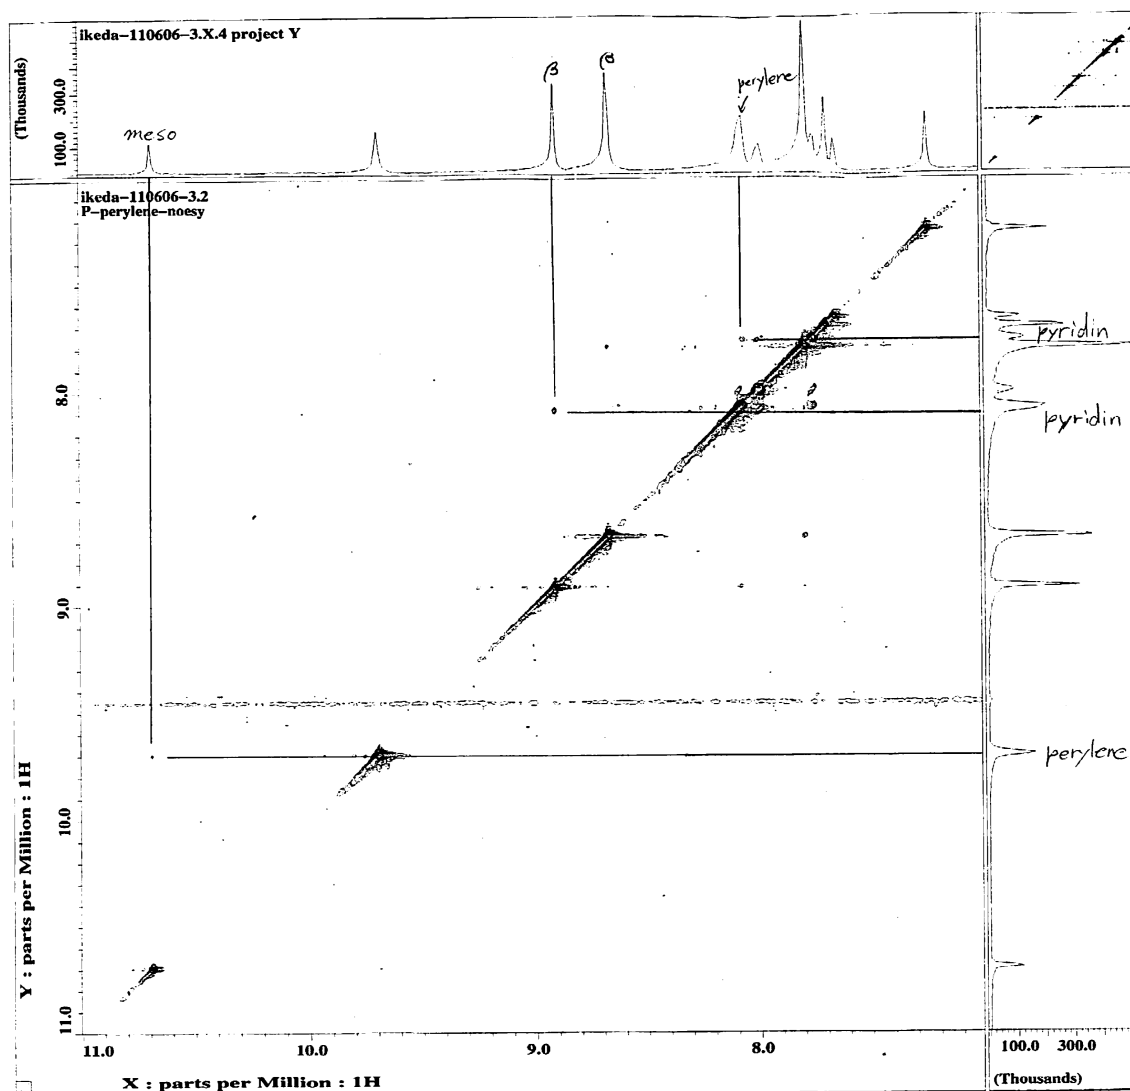 ikeda-110606-3.X.4 project Y
(Thousands)
100.0 300.0
meso
β
β
perylene
ikeda-110606-3.2
P-perylene-noesy
pyridin
pyridin
perylene
Y : parts per Million : 1H
8.0
9.0
10.0
11.0
11.0 10.0 9.0 8.0
X : parts per Million : 1H
100.0 300.0
(Thousands)